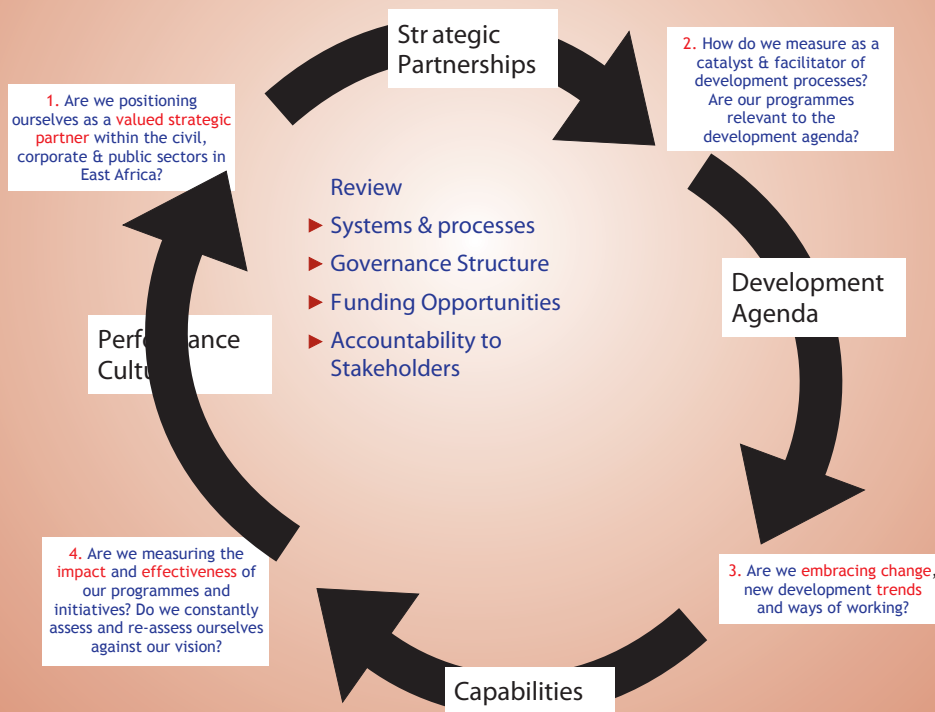 Strategic
Partnerships
1. Are we positioning
ourselves as a valued strategic
partner within the civil,
corporate & public sectors in
East Africa?
2. How do we measure as a
catalyst & facilitator of
development processes?
Are our programmes
relevant to the
development agenda?
Review
► Systems & processes
► Governance Structure
► Funding Opportunities
► Accountability to
Stakeholders
Development
Agenda
3. Are we embracing change,
new development trends
and ways of working?
Capabilities
4. Are we measuring the
impact and effectiveness of
our programmes and
initiatives? Do we constantly
assess and re-assess ourselves
against our vision?